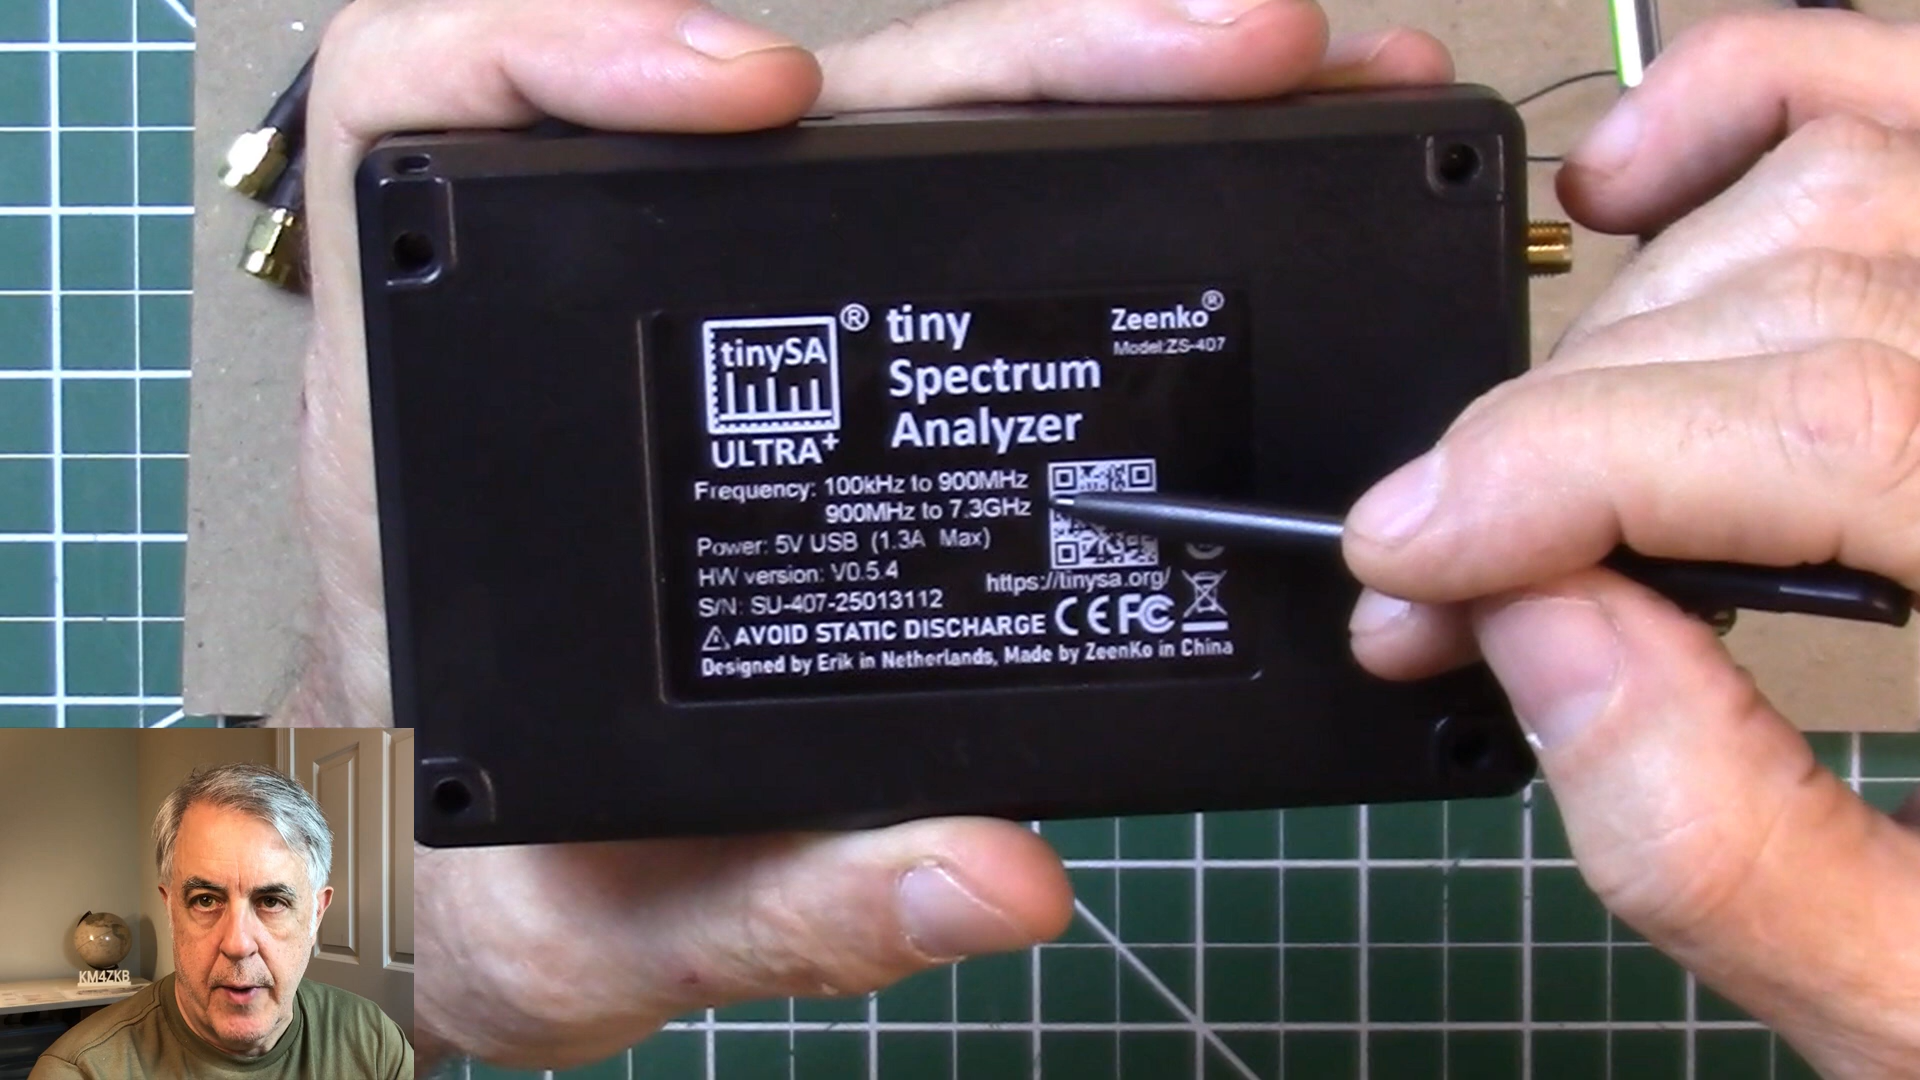 tinySA
ULTRA+
®
tiny
Spectrum
Analyzer
Zeenko®
Model:ZS-407
Frequency: 100kHz to 900MHz
900MHz to 7.3GHz
Power: 5V USB (1.3A Max)
HW version: V0.5.4
https://tinysa.org/
S/N: SU-407-25013112
AVOID STATIC DISCHARGE CE FC
Designed by Erik in Netherlands, Made by ZeenKo in China
KM4ZKB